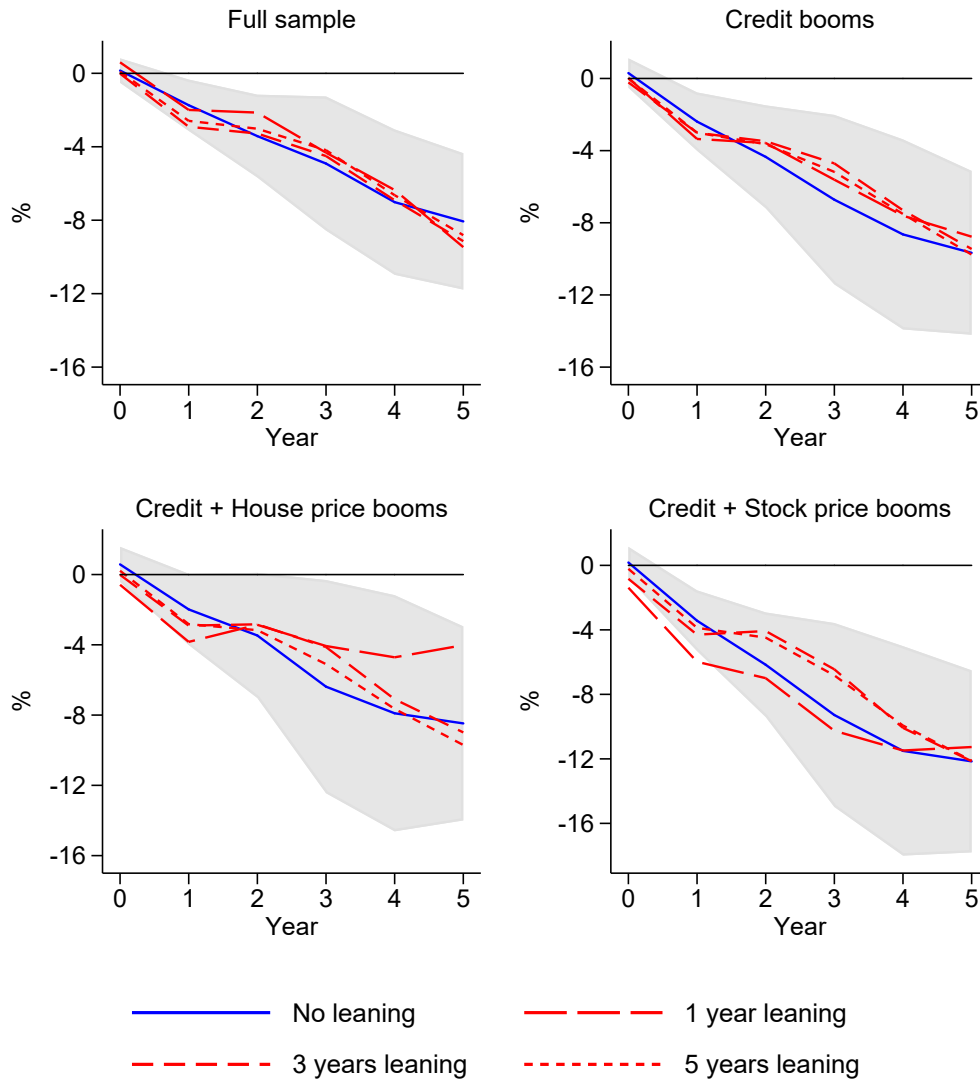 Full sample
0
-4
-8
-12
-16
%
0 1 2 3 4 5
Year
Credit booms
0
-4
-8
-12
-16
%
0 1 2 3 4 5
Year
Credit + House price booms
0
-4
-8
-12
-16
%
0 1 2 3 4 5
Year
Credit + Stock price booms
0
-4
-8
-12
-16
%
0 1 2 3 4 5
Year
No leaning
1 year leaning
3 years leaning
5 years leaning